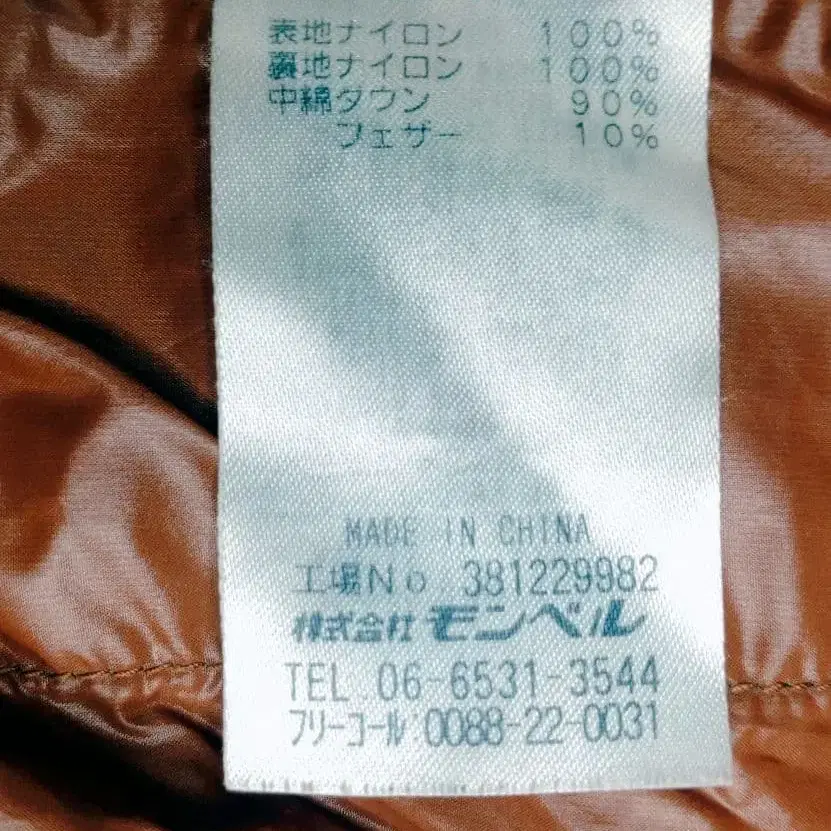 表地ナイロン 100%
裏地ナイロン 100%
中綿ダウン 90%
フェザー 10%
MADE IN CHINA
工場No 381229982
株式会社モンベル
TEL.06-6531-3544
フリーコール:0088-22-0031